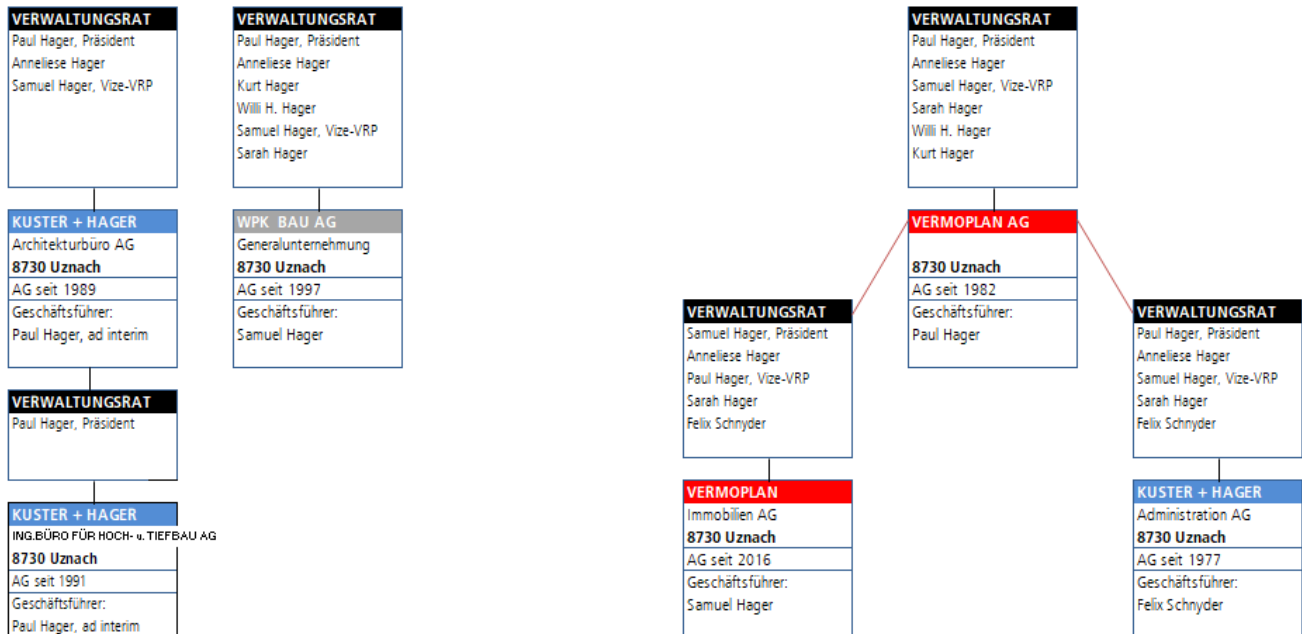 VERWALTUNGSRAT
Paul Hager, Präsident
Anneliese Hager
Samuel Hager, Vize-VRP
KUSTER + HAGER
Architekturbüro AG
8730 Uznach
AG seit 1989
Geschäftsführer:
Paul Hager, ad interim
VERWALTUNGSRAT
Paul Hager, Präsident
KUSTER + HAGER
ING.BÜRO FÜR HOCH- u. TIEFBAU AG
8730 Uznach
AG seit 1991
Geschäftsführer:
Paul Hager, ad interim
VERWALTUNGSRAT
Paul Hager, Präsident
Anneliese Hager
Kurt Hager
Willi H. Hager
Samuel Hager, Vize-VRP
Sarah Hager
WPK BAU AG
Generalunternehmung
8730 Uznach
AG seit 1997
Geschäftsführer:
Samuel Hager
VERWALTUNGSRAT
Paul Hager, Präsident
Anneliese Hager
Samuel Hager, Vize-VRP
Sarah Hager
Willi H. Hager
Kurt Hager
VERMOPLAN AG
8730 Uznach
AG seit 1982
Geschäftsführer:
Paul Hager
VERWALTUNGSRAT
Samuel Hager, Präsident
Anneliese Hager
Paul Hager, Vize-VRP
Sarah Hager
Felix Schnyder
VERMOPLAN
Immobilien AG
8730 Uznach
AG seit 2016
Geschäftsführer:
Samuel Hager
VERWALTUNGSRAT
Paul Hager, Präsident
Anneliese Hager
Samuel Hager, Vize-VRP
Sarah Hager
Felix Schnyder
KUSTER + HAGER
Administration AG
8730 Uznach
AG seit 1977
Geschäftsführer:
Felix Schnyder